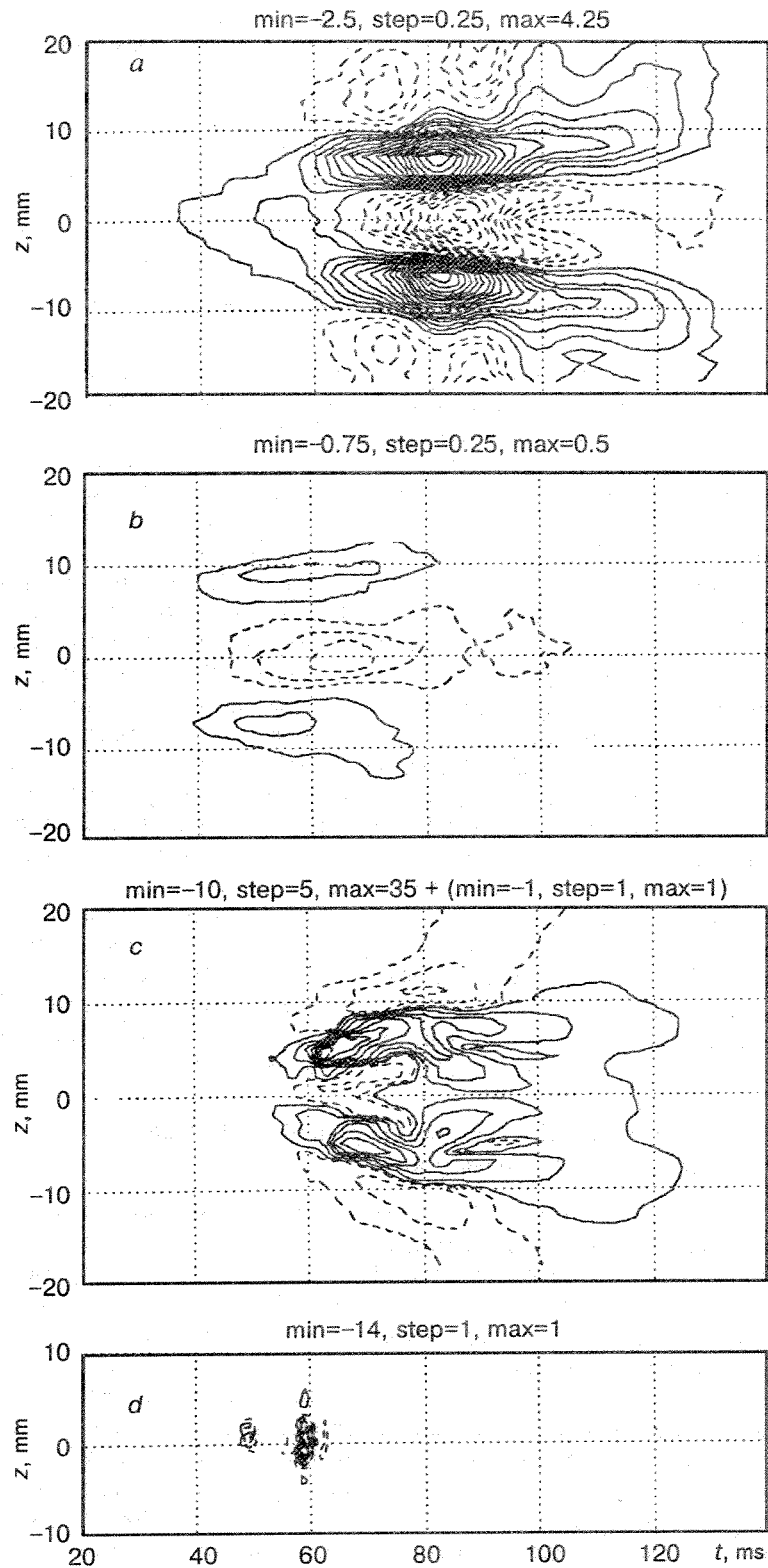 min=−2.5, step=0.25, max=4.25
20
a
10
z, mm
0
−10
−20
min=−0.75, step=0.25, max=0.5
20
b
10
z, mm
0
−10
−20
min=−10, step=5, max=35 + (min=−1, step=1, max=1)
20
c
10
z, mm
0
−10
−20
min=−14, step=1, max=1
10
d
z, mm
0
−10
20 40 60 80 100 120 t, ms